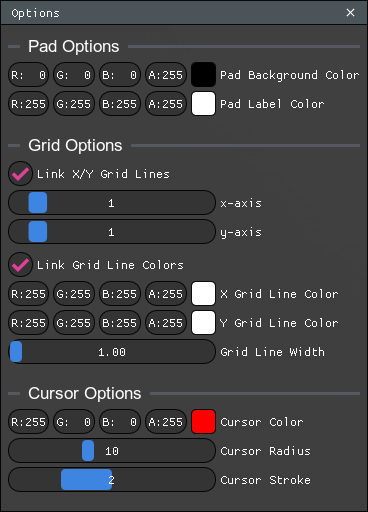 Options
Pad Options
R: 0 G: 0 B: 0 A:255 Pad Background Color
R:255 G:255 B:255 A:255 Pad Label Color
Grid Options
Link X/Y Grid Lines
1 x-axis
1 y-axis
Link Grid Line Colors
R:255 G:255 B:255 A:255 X Grid Line Color
R:255 G:255 B:255 A:255 Y Grid Line Color
1.00 Grid Line Width
Cursor Options
R:255 G: 0 B: 0 A:255 Cursor Color
10 Cursor Radius
2 Cursor Stroke